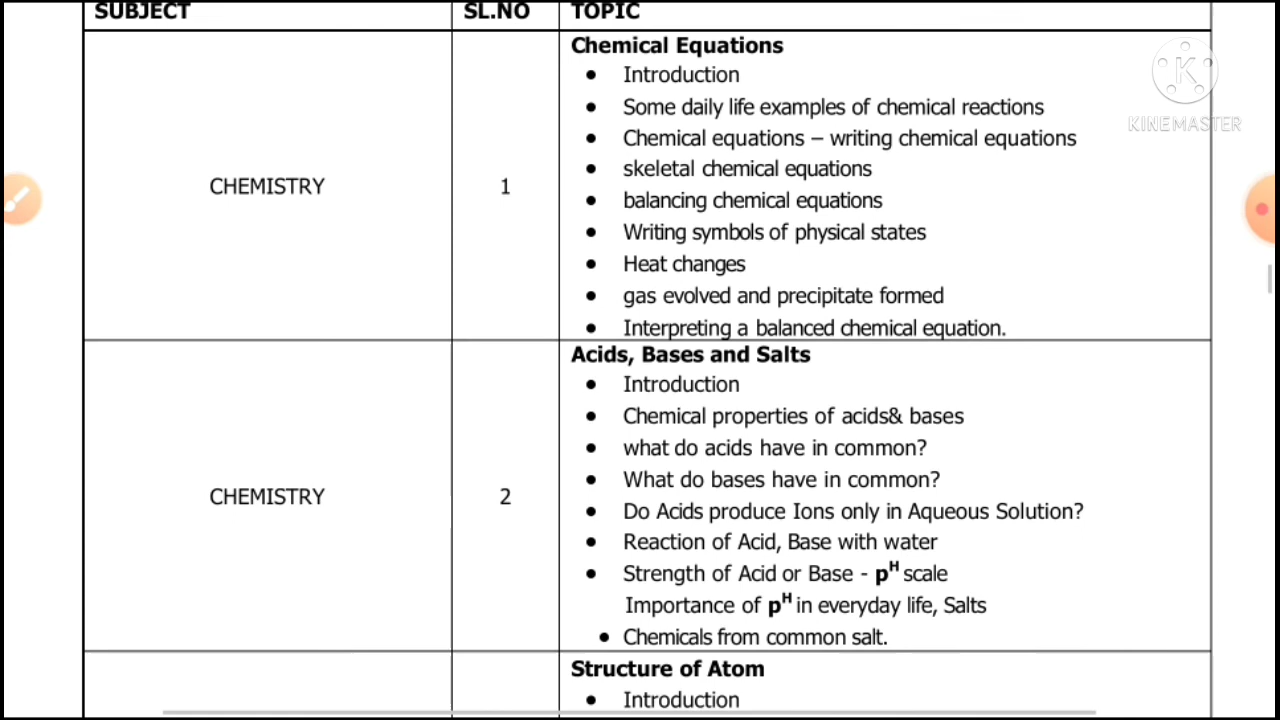 SUBJECT SL.NO TOPIC
Chemical Equations
• Introduction
• Some daily life examples of chemical reactions
• Chemical equations – writing chemical equations
• skeletal chemical equations
CHEMISTRY 1
• balancing chemical equations
• Writing symbols of physical states
• Heat changes
• gas evolved and precipitate formed
• Interpreting a balanced chemical equation.
Acids, Bases and Salts
• Introduction
• Chemical properties of acids& bases
• what do acids have in common?
• What do bases have in common?
CHEMISTRY 2
• Do Acids produce Ions only in Aqueous Solution?
• Reaction of Acid, Base with water
• Strength of Acid or Base - pH scale
Importance of pH in everyday life, Salts
• Chemicals from common salt.
Structure of Atom
• Introduction
K
KINEMASTER